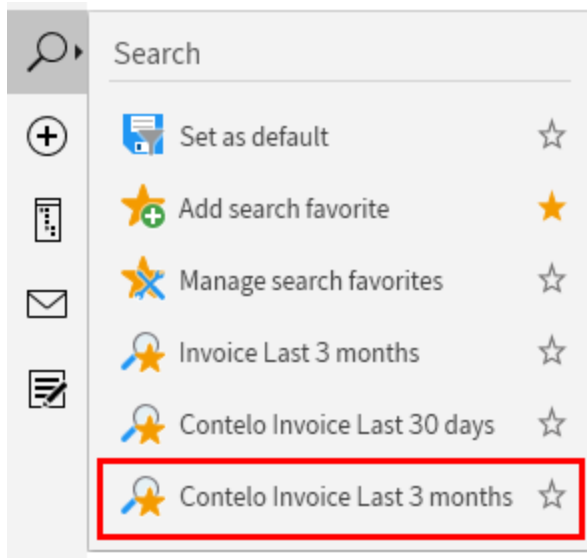 Search
Set as default
Add search favorite
Manage search favorites
Invoice Last 3 months
Contelo Invoice Last 30 days
Contelo Invoice Last 3 months